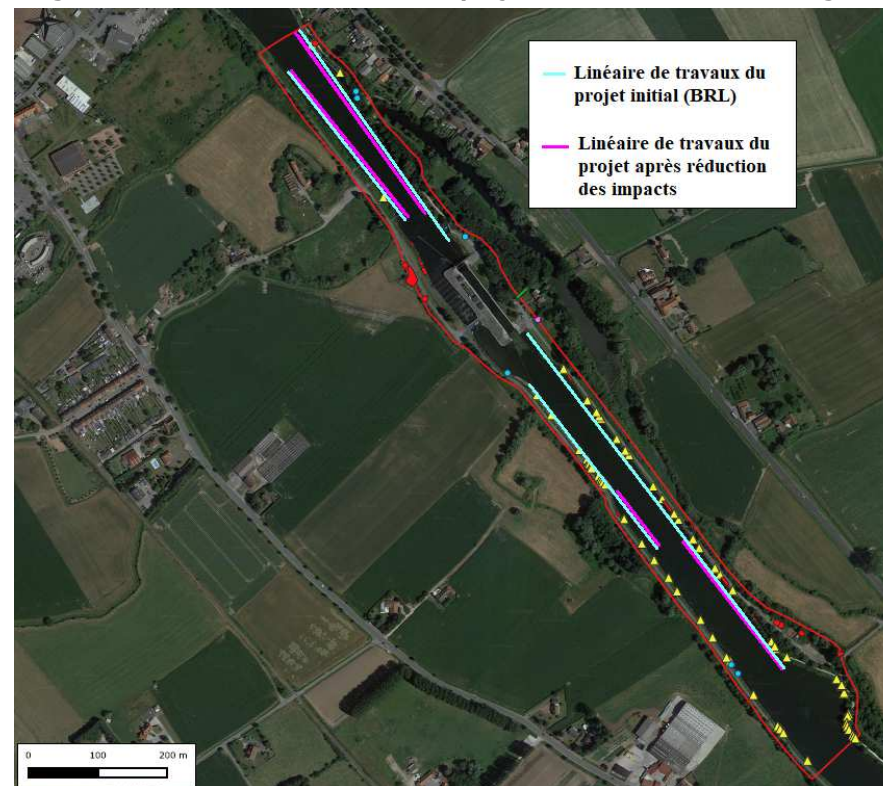 Linéaire de travaux du
projet initial (BRL)
Linéaire de travaux du
projet après réduction
des impacts
0 100 200 m